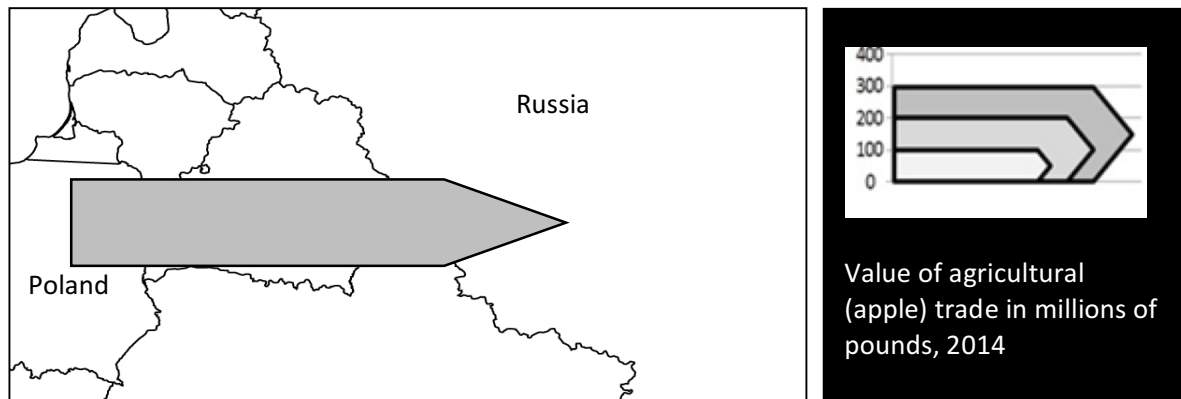 Russia
Poland
400
300
200
100
0
Value of agricultural
(apple) trade in millions of
pounds, 2014